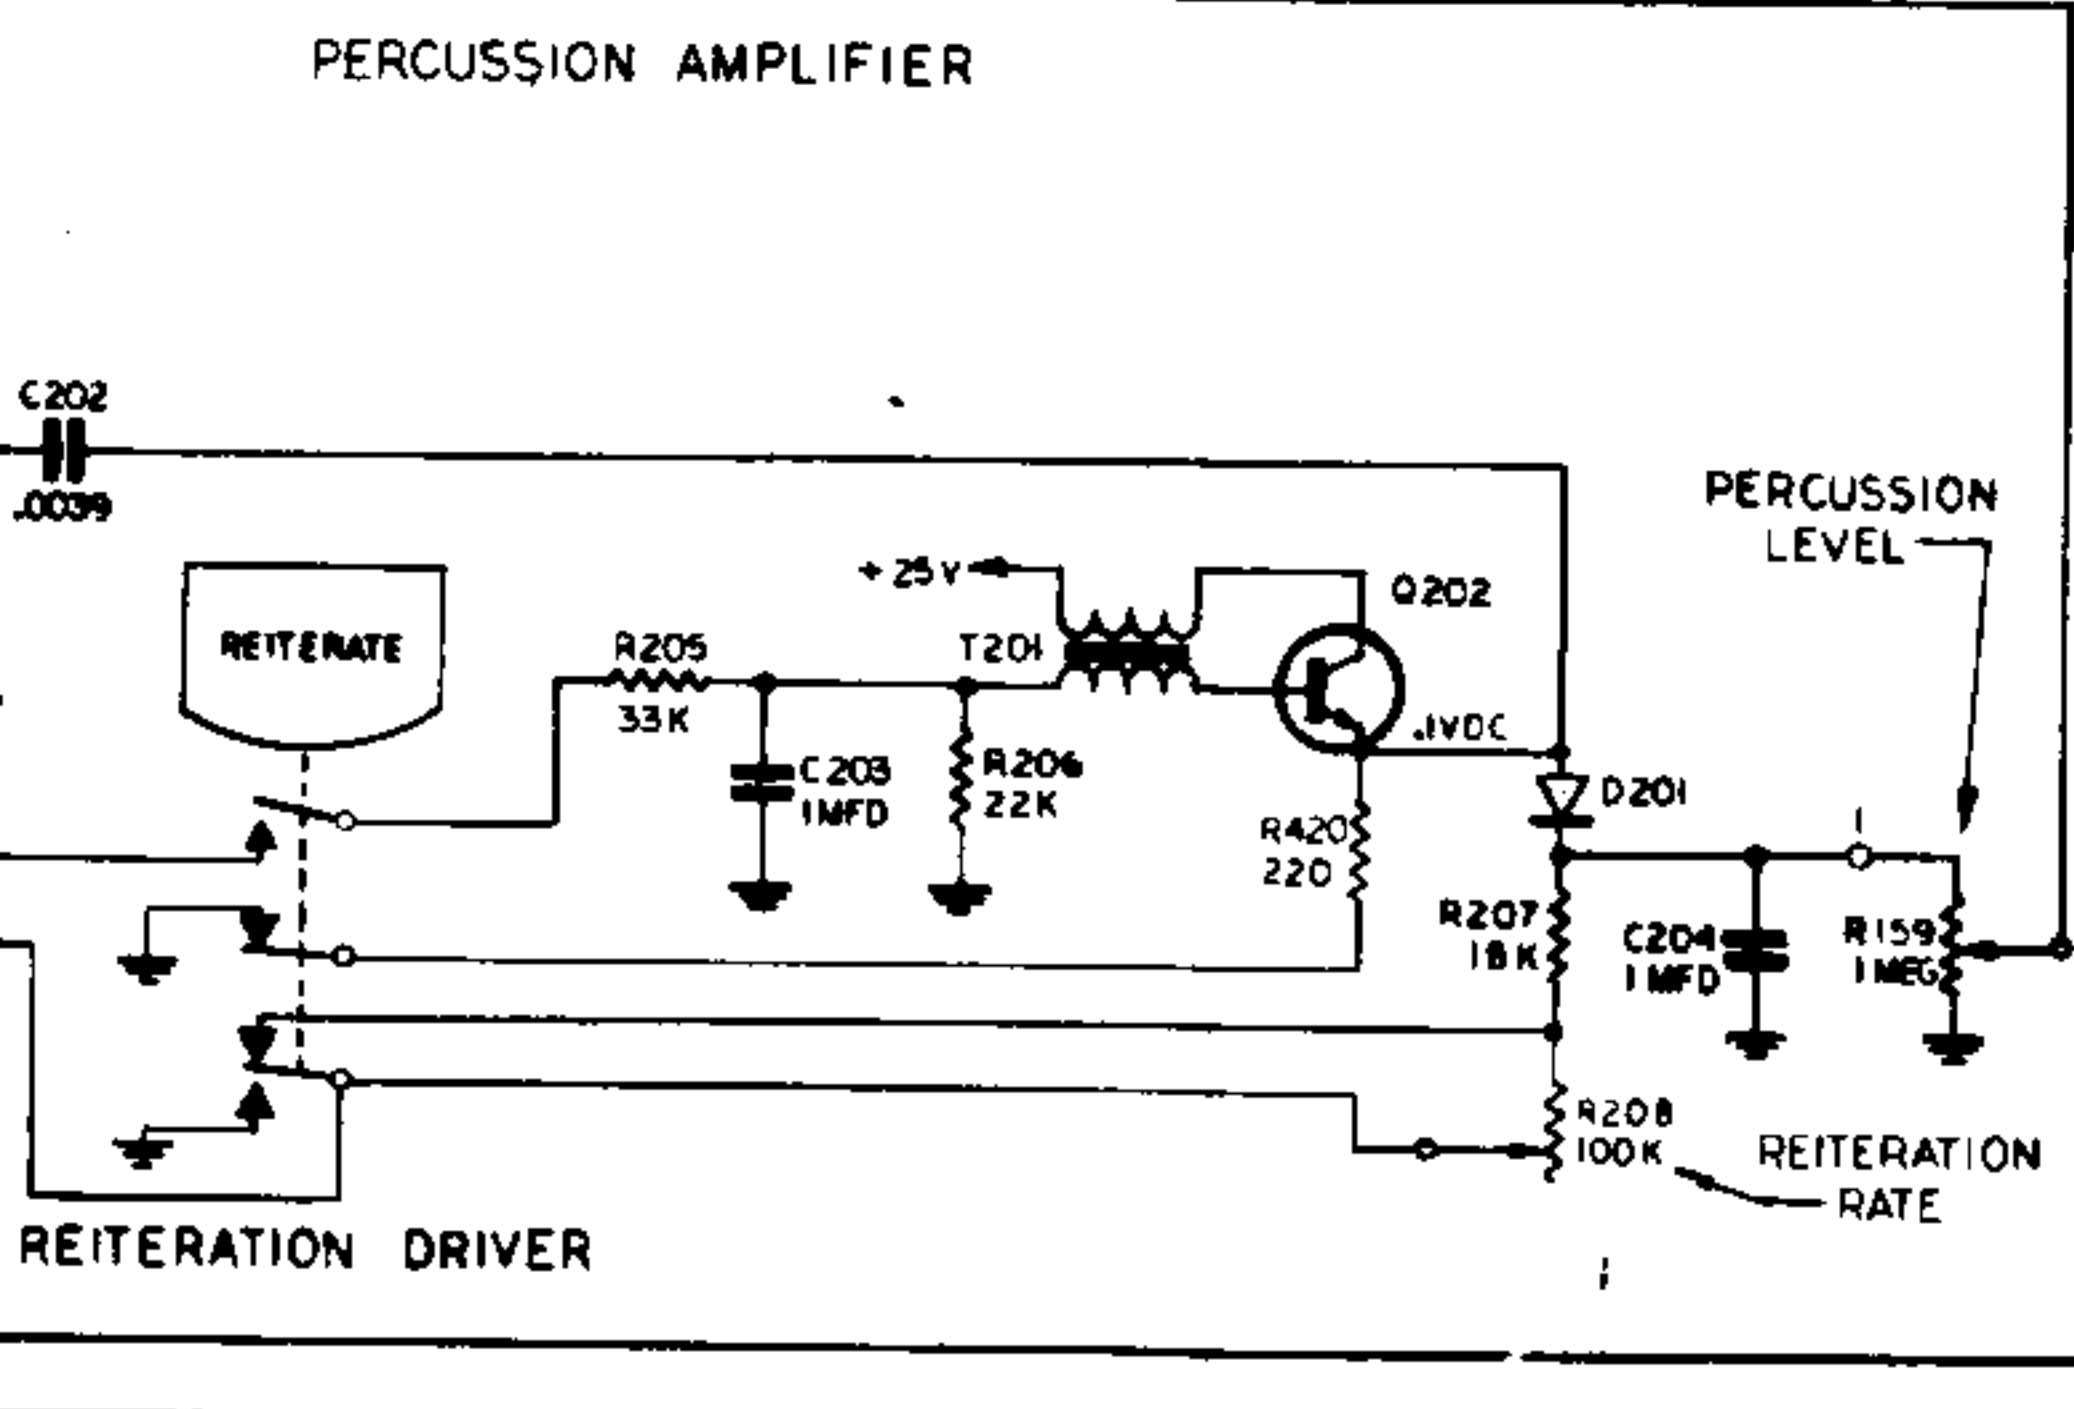 PERCUSSION AMPLIFIER
C202
.0039
PERCUSSION
LEVEL
+25V
Q202
REITERATE
R205
33K
T201
.1VDC
C203
1MFD
R206
22K
D201
R420
220
1
R207
18K
C204
1MFD
R159
1MEG
R208
100K
REITERATION
RATE
REITERATION DRIVER